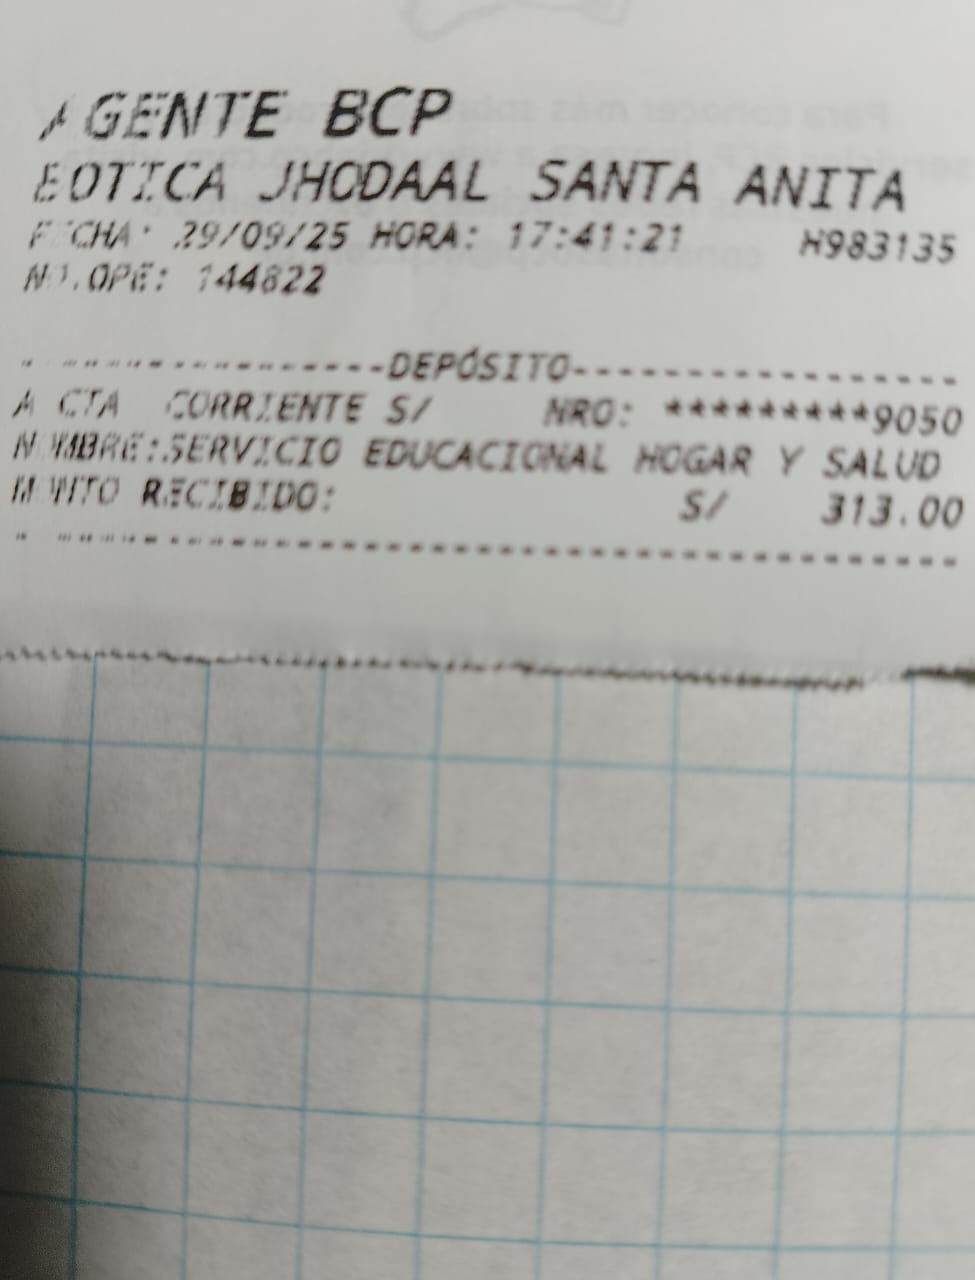 AGENTE BCP
BOTICA JHODAAL SANTA ANITA
FECHA: 29/09/25 HORA: 17:41:21 H983135
NO.OPE: 144822
------------------DEPÓSITO------------------
A CTA CORRIENTE S/ NRO: *********9050
NOMBRE:SERVICIO EDUCACIONAL HOGAR Y SALUD
MONTO RECIBIDO: S/ 313.00